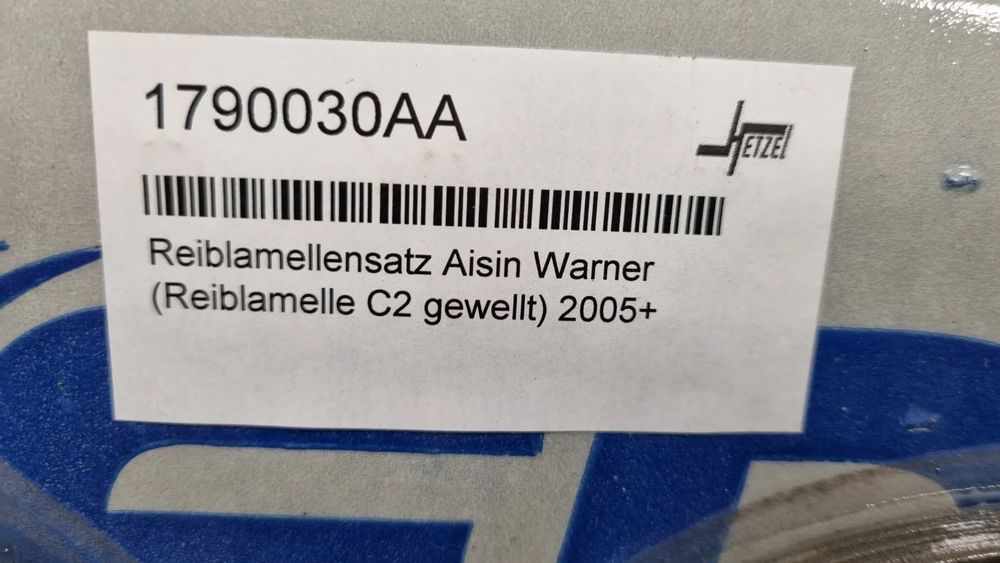 1790030AA
HETZEL
Reiblamellensatz Aisin Warner
(Reiblamelle C2 gewellt) 2005+